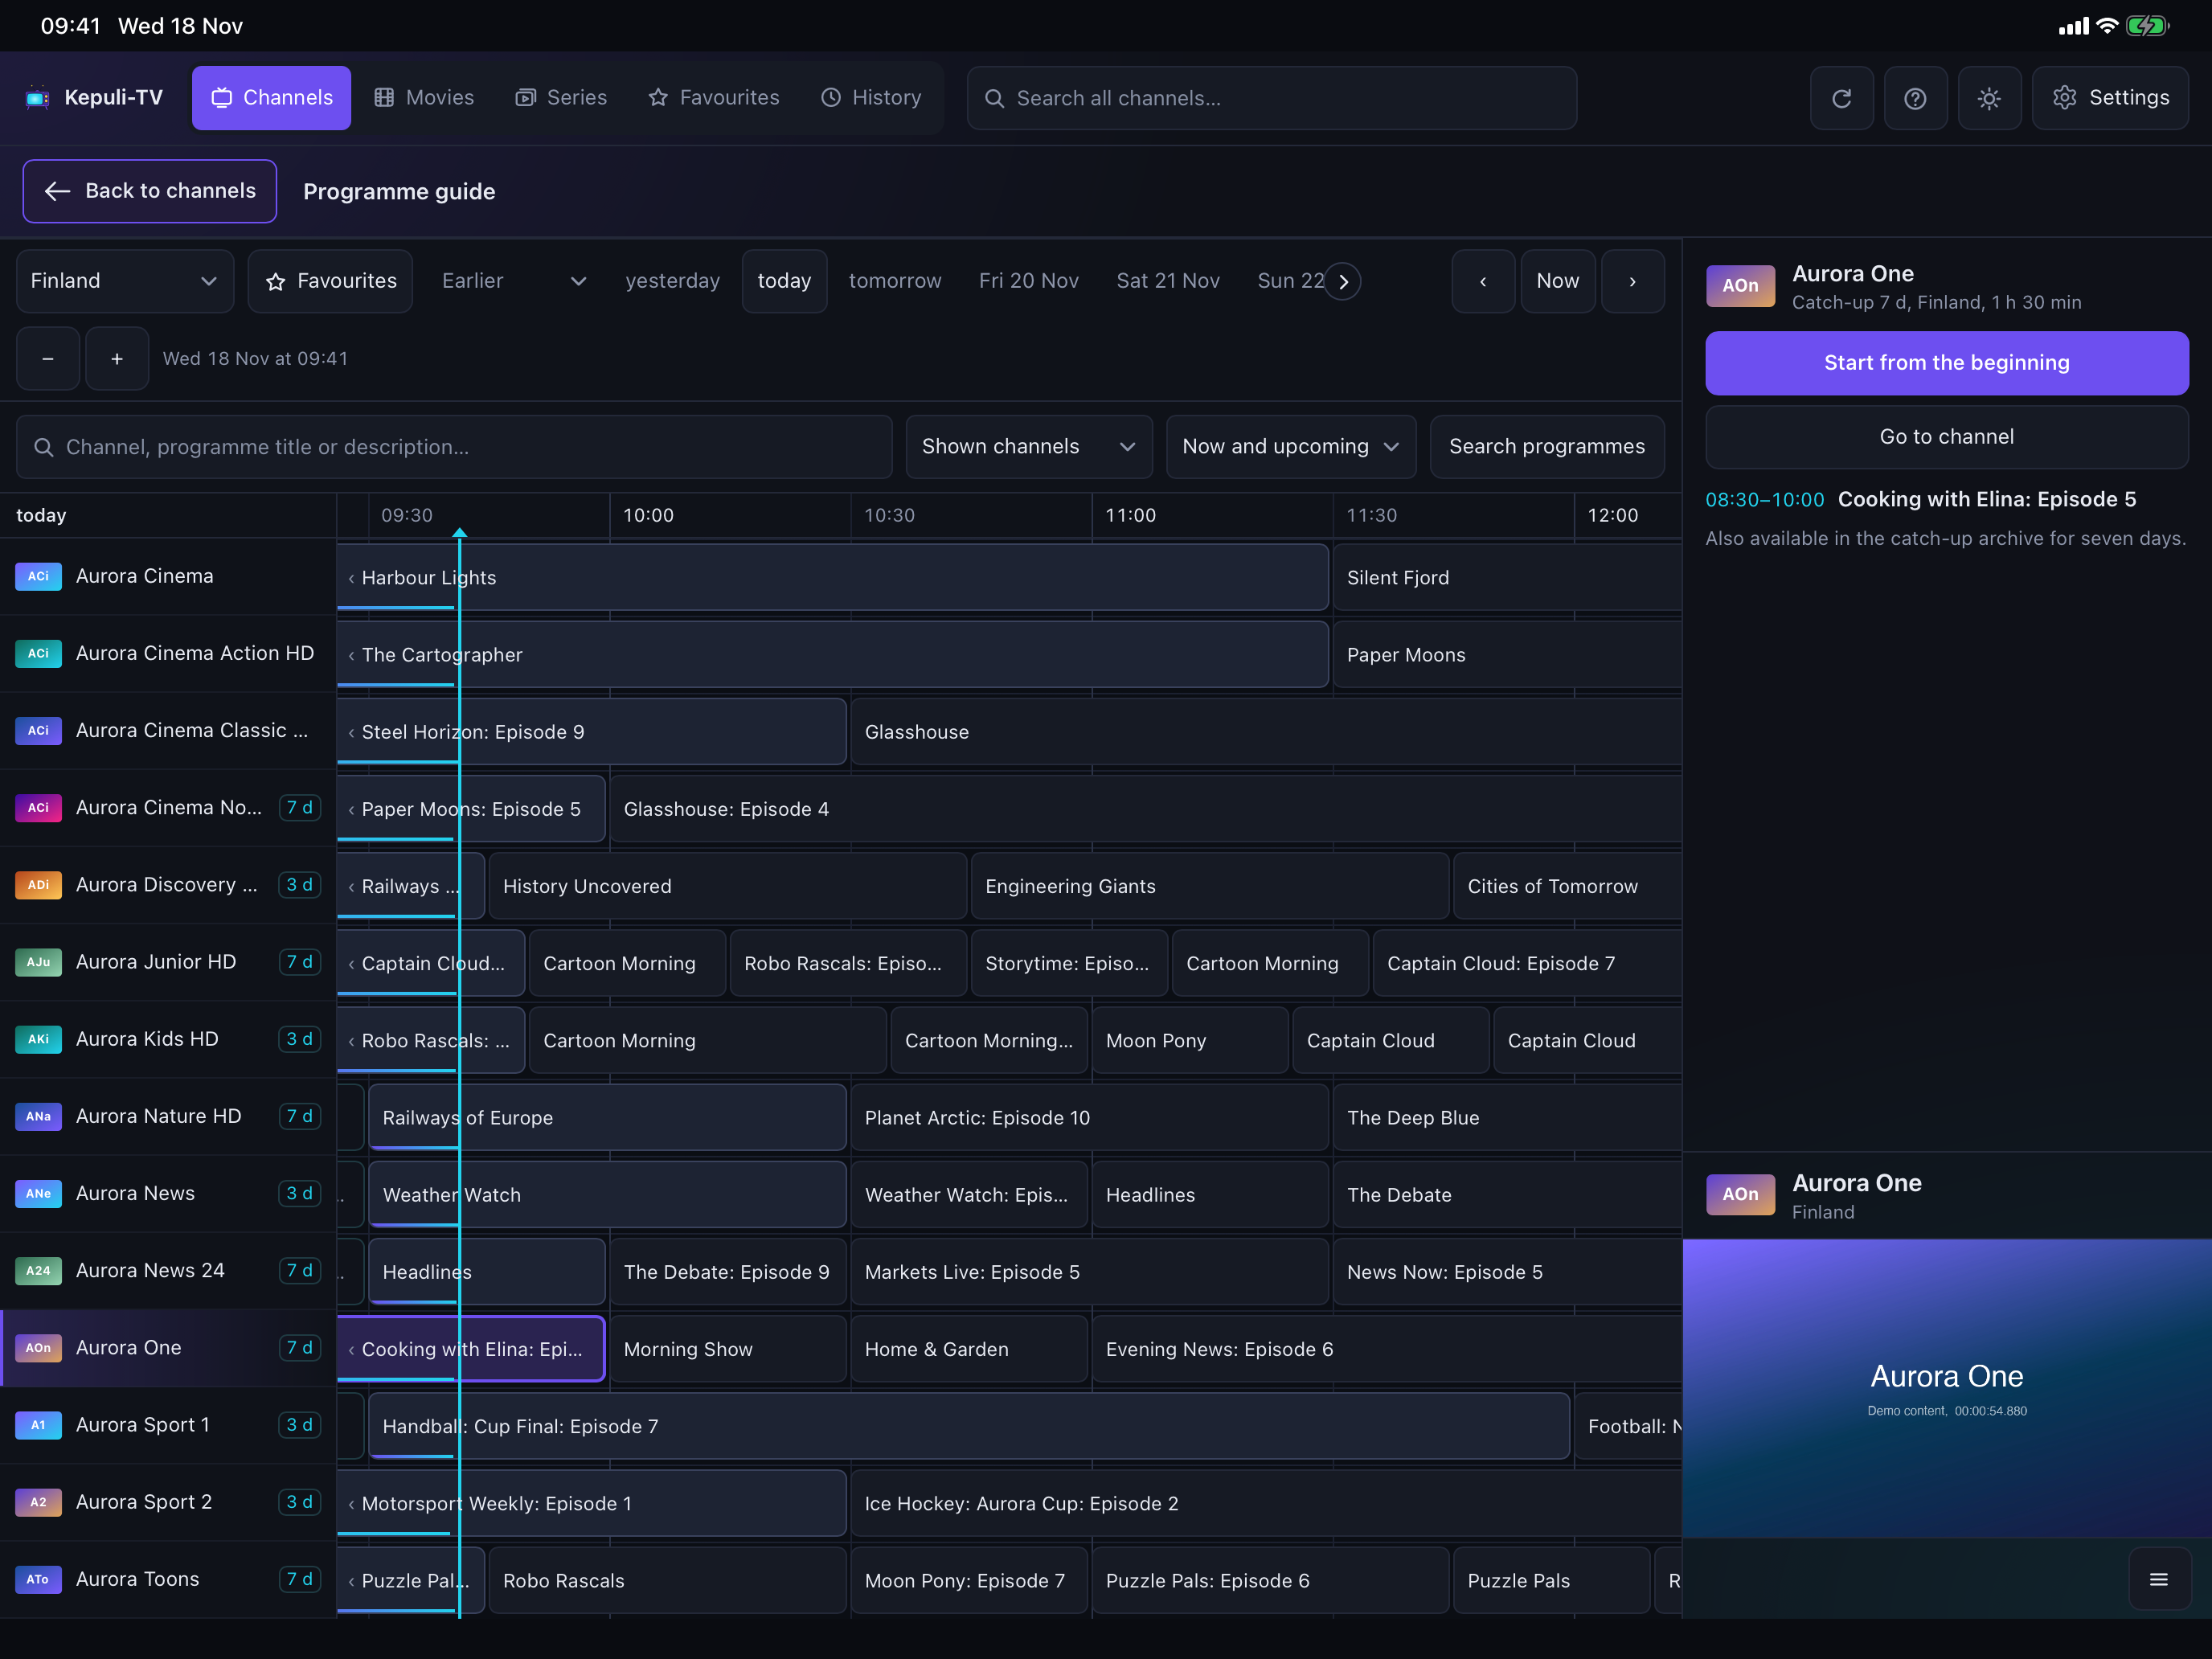 09:41 Wed 18 Nov
Kepuli-TV Channels Movies Series Favourites History Search all channels... Settings
Back to channels Programme guide
Finland Favourites Earlier yesterday today tomorrow Fri 20 Nov Sat 21 Nov Sun 22 › ‹ Now ›
− + Wed 18 Nov at 09:41
Channel, programme title or description... Shown channels Now and upcoming Search programmes
today 09:30 10:00 10:30 11:00 11:30 12:00
ACi Aurora Cinema ‹ Harbour Lights Silent Fjord
ACi Aurora Cinema Action HD ‹ The Cartographer Paper Moons
ACi Aurora Cinema Classic ... ‹ Steel Horizon: Episode 9 Glasshouse
ACi Aurora Cinema No... 7 d ‹ Paper Moons: Episode 5 Glasshouse: Episode 4
ADi Aurora Discovery ... 3 d ‹ Railways ... History Uncovered Engineering Giants Cities of Tomorrow
AJu Aurora Junior HD 7 d ‹ Captain Cloud... Cartoon Morning Robo Rascals: Episo... Storytime: Episo... Cartoon Morning Captain Cloud: Episode 7
AKi Aurora Kids HD 3 d ‹ Robo Rascals: ... Cartoon Morning Cartoon Morning... Moon Pony Captain Cloud Captain Cloud
ANa Aurora Nature HD 7 d Railways of Europe Planet Arctic: Episode 10 The Deep Blue
ANe Aurora News 3 d Weather Watch Weather Watch: Epis... Headlines The Debate
A24 Aurora News 24 7 d Headlines The Debate: Episode 9 Markets Live: Episode 5 News Now: Episode 5
AOn Aurora One 7 d ‹ Cooking with Elina: Epi... Morning Show Home & Garden Evening News: Episode 6
A1 Aurora Sport 1 3 d Handball: Cup Final: Episode 7 Football:
A2 Aurora Sport 2 3 d ‹ Motorsport Weekly: Episode 1 Ice Hockey: Aurora Cup: Episode 2
ATo Aurora Toons 7 d ‹ Puzzle Pal... Robo Rascals Moon Pony: Episode 7 Puzzle Pals: Episode 6 Puzzle Pals R
AOn Aurora One
Catch-up 7 d, Finland, 1 h 30 min
Start from the beginning
Go to channel
08:30–10:00 Cooking with Elina: Episode 5
Also available in the catch-up archive for seven days.
AOn Aurora One
Finland
Aurora One
Demo content, 00:00:54.880